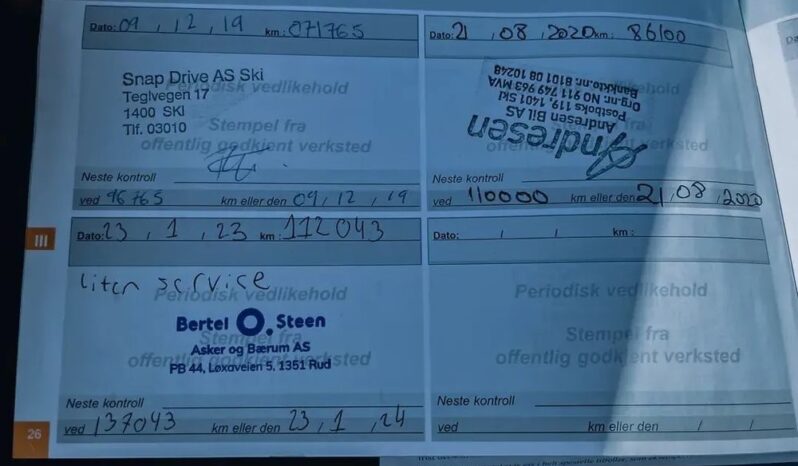 Dato: 09, 12, 19 km: 071765
Snap Drive AS Ski
Teglvegen 17
1400 SKI
Tlf. 03010
Periodisk vedlikehold
Stempel fra
offentlig godkjent verksted
Neste kontroll
ved 96765 km eller den 09, 12, 19
Dato: 21, 08, 2020 km: 86100
Andresen
Andresen Bil AS
Postboks 119, 1401 Ski
Org.nr. NO 911 749 963 MVA
Bankkto.nr. 8101 08 10248
Neste kontroll
ved 110000 km eller den 21, 08, 2020
III
Dato: 23, 1, 23 km: 112043
liten service
Periodisk vedlikehold
Bertel O. Steen
Stempel fra
Asker og Bærum AS
offentlig godkjent verksted
PB 44, Løxaveien 5, 1351 Rud
Neste kontroll
ved 137043 km eller den 23, 1, 24
Dato: / / km:
Periodisk vedlikehold
Stempel fra
offentlig godkjent verksted
Neste kontroll
ved km eller den / /
26